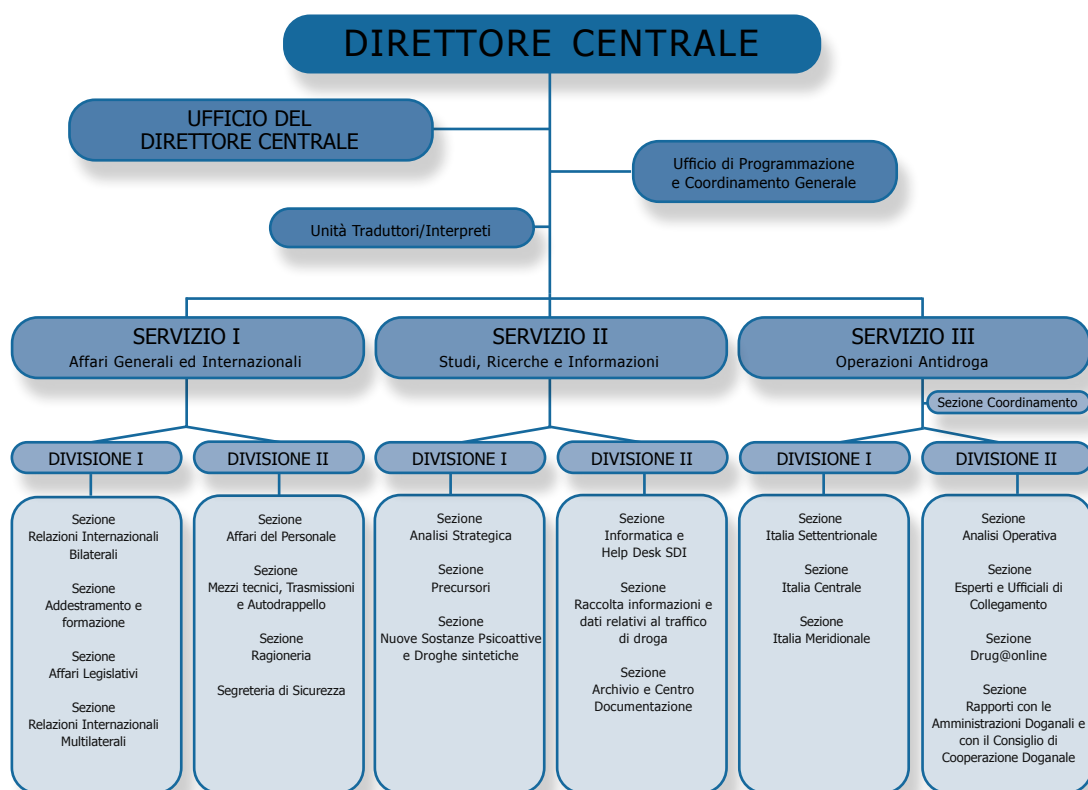 DIRETTORE CENTRALE
UFFICIO DEL
DIRETTORE CENTRALE
Ufficio di Programmazione
e Coordinamento Generale
Unità Traduttori/Interpreti
SERVIZIO I
Affari Generali ed Internazionali
SERVIZIO II
Studi, Ricerche e Informazioni
SERVIZIO III
Operazioni Antidroga
Sezione Coordinamento
DIVISIONE I
Sezione
Relazioni Internazionali
Bilaterali
Sezione
Addestramento e
formazione
Sezione
Affari Legislativi
Sezione
Relazioni Internazionali
Multilaterali
DIVISIONE II
Sezione
Affari del Personale
Sezione
Mezzi tecnici, Trasmissioni
e Autodrappello
Sezione
Ragioneria
Segreteria di Sicurezza
DIVISIONE I
Sezione
Analisi Strategica
Sezione
Precursori
Sezione
Nuove Sostanze Psicoattive
e Droghe sintetiche
DIVISIONE II
Sezione
Informatica e
Help Desk SDI
Sezione
Raccolta informazioni e
dati relativi al traffico
di droga
Sezione
Archivio e Centro
Documentazione
DIVISIONE I
Sezione
Italia Settentrionale
Sezione
Italia Centrale
Sezione
Italia Meridionale
DIVISIONE II
Sezione
Analisi Operativa
Sezione
Esperti e Ufficiali di
Collegamento
Sezione
Drug@online
Sezione
Rapporti con le
Amministrazioni Doganali e
con il Consiglio di
Cooperazione Doganale